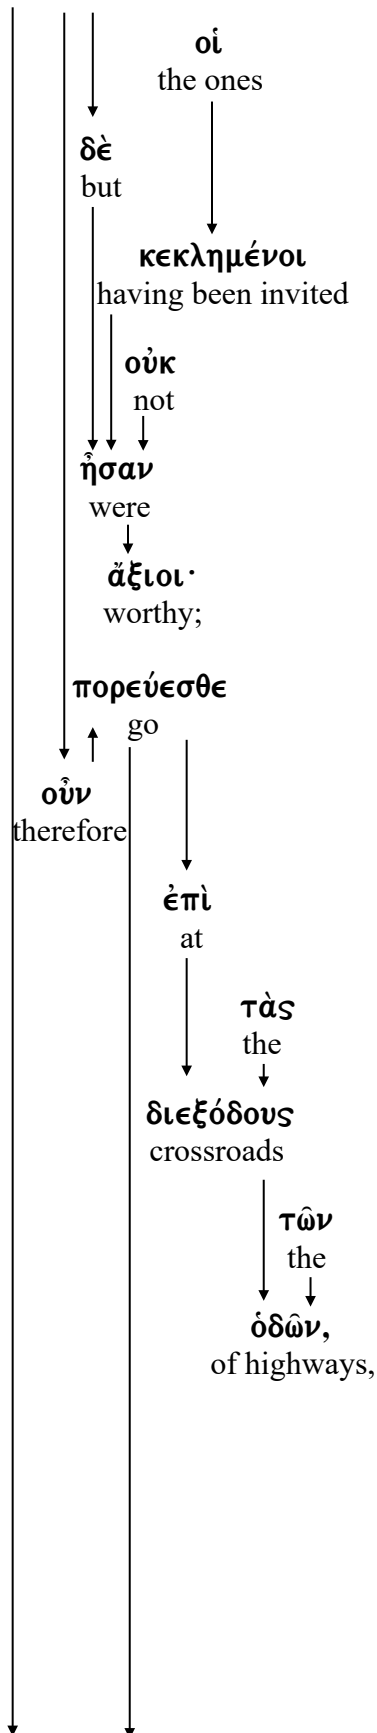 οἱ
the ones
δὲ
but
κεκλημένοι
having been invited
οὐκ
not
ἦσαν
were
ἄξιοι·
worthy;
πορεύεσθε
go
οὖν
therefore
ἐπὶ
at
τὰς
the
διεξόδους
crossroads
τῶν
the
ὁδῶν,
of highways,